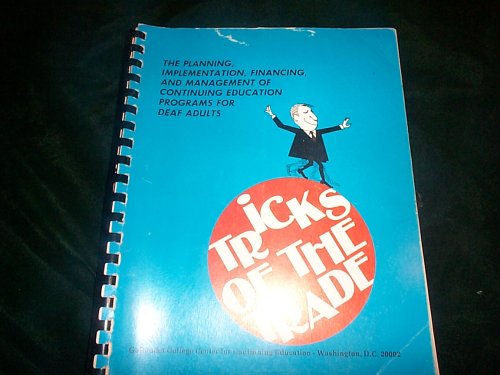 THE PLANNING,
IMPLEMENTATION, FINANCING,
AND MANAGEMENT OF
CONTINUING EDUCATION
PROGRAMS FOR
DEAF ADULTS
TRiCKS
OF THE
TRADE
Gallaudet College Center for Continuing Education - Washington, D.C. 20002